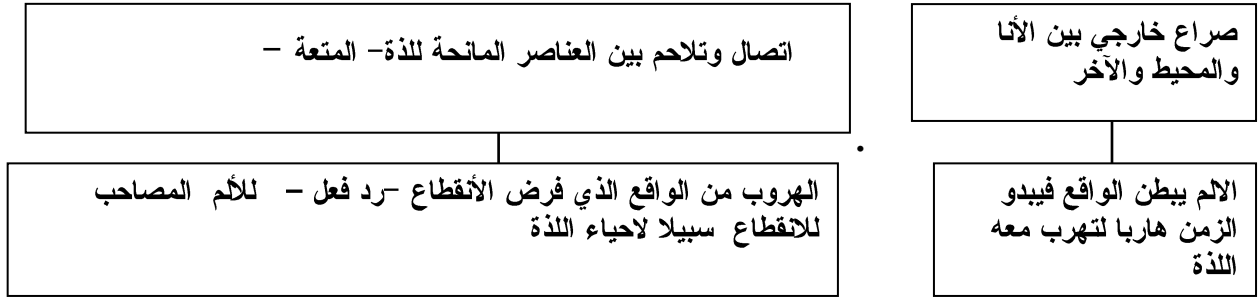 صراع خارجي بين الأنا
والمحيط والآخر
اتصال وتلاحم بين العناصر المانحة للذة– المتعة –
.
الالم يبطن الواقع فيبدو
الزمن هاربا لتهرب معه
اللذة
الهروب من الواقع الذي فرض الأنقطاع –رد فعل – للألم المصاحب
للانقطاع سبيلا لاحياء اللذة